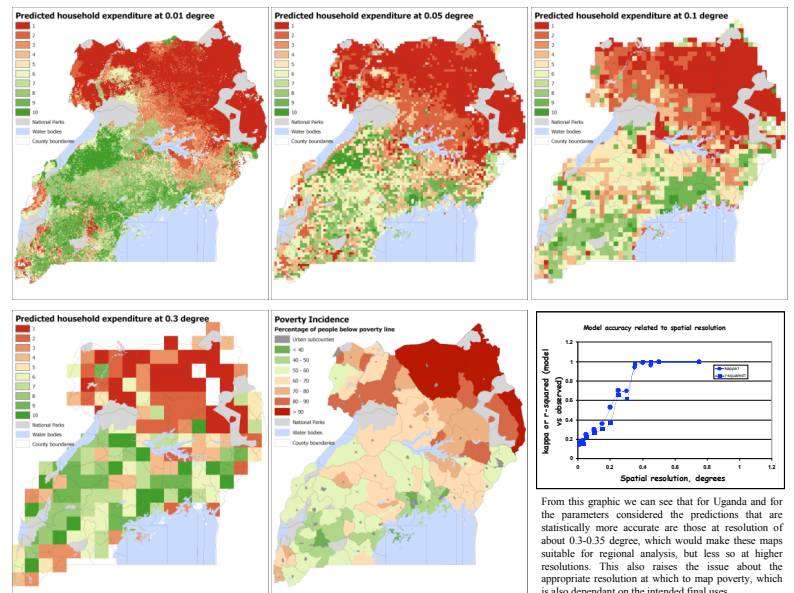 Predicted household expenditure at 0.01 degree
1
2
3
4
5
6
7
8
9
10
National Parks
Water bodies
County boundaries
Predicted household expenditure at 0.05 degree
1
2
3
4
5
6
7
8
9
10
National Parks
Water bodies
County boundaries
Predicted household expenditure at 0.1 degree
1
2
3
4
5
6
7
8
9
10
National Parks
Water bodies
County boundaries
Predicted household expenditure at 0.3 degree
1
2
3
4
5
6
7
8
9
10
National Parks
Water bodies
County boundaries
Poverty Incidence
Percentage of people below poverty line
Urban subcounties
< 40
40 - 50
50 - 60
60 - 70
70 - 80
80 - 90
> 90
National Parks
Water bodies
County boundaries
Model accuracy related to spatial resolution
kappa or r-squared (model
vs observed)
1.2
1
0.8
0.6
0.4
0.2
0
kappa1
r-squared1
0
0.2
0.4
0.6
0.8
1
1.2
Spatial resolution, degrees
From this graphic we can see that for Uganda and for
the parameters considered the predictions that are
statistically more accurate are those at resolution of
about 0.3-0.35 degree, which would make these maps
suitable for regional analysis, but less so at higher
resolutions. This also raises the issue about the
appropriate resolution at which to map poverty, which
is also dependant on the intended final uses